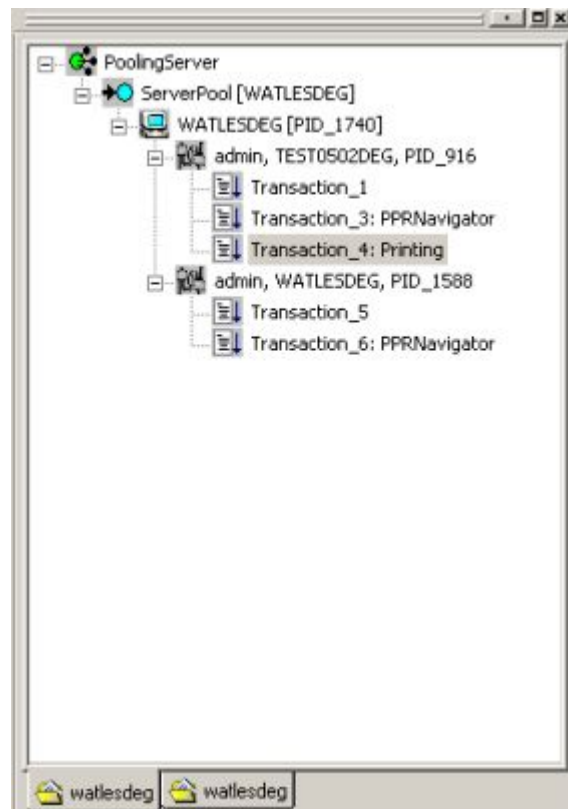 PoolingServer
ServerPool [WATLESDEG]
WATLESDEG [PID_1740]
admin, TEST0502DEG, PID_916
Transaction_1
Transaction_3: PPRNavigator
Transaction_4: Printing
admin, WATLESDEG, PID_1588
Transaction_5
Transaction_6: PPRNavigator
watlesdeg watlesdeg